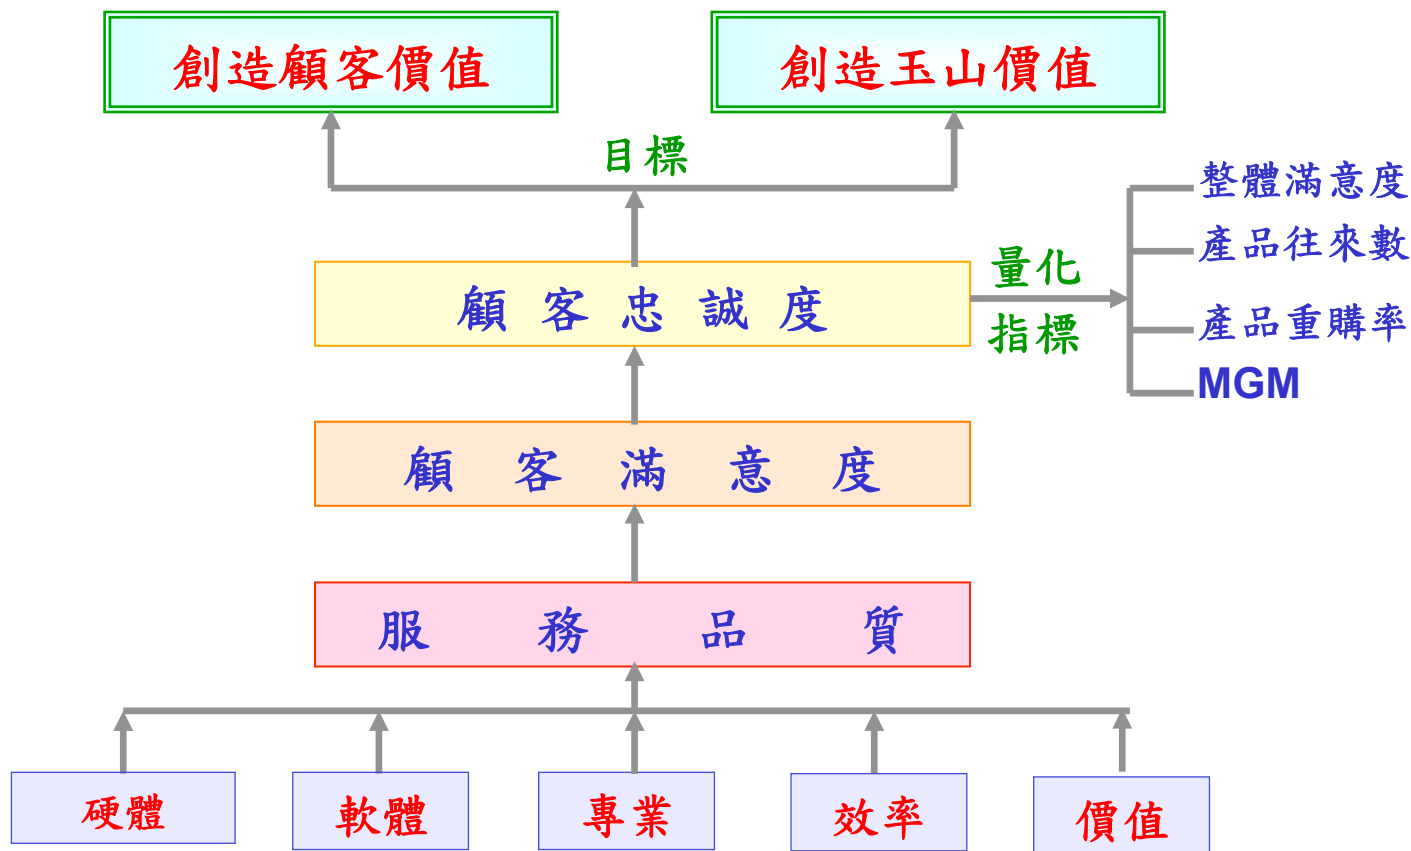 創造顧客價值
創造玉山價值
目標
整體滿意度
產品往來數
量化
指標
產品重購率
MGM
顧客忠誠度
顧客滿意度
服務品質
硬體
軟體
專業
效率
價值